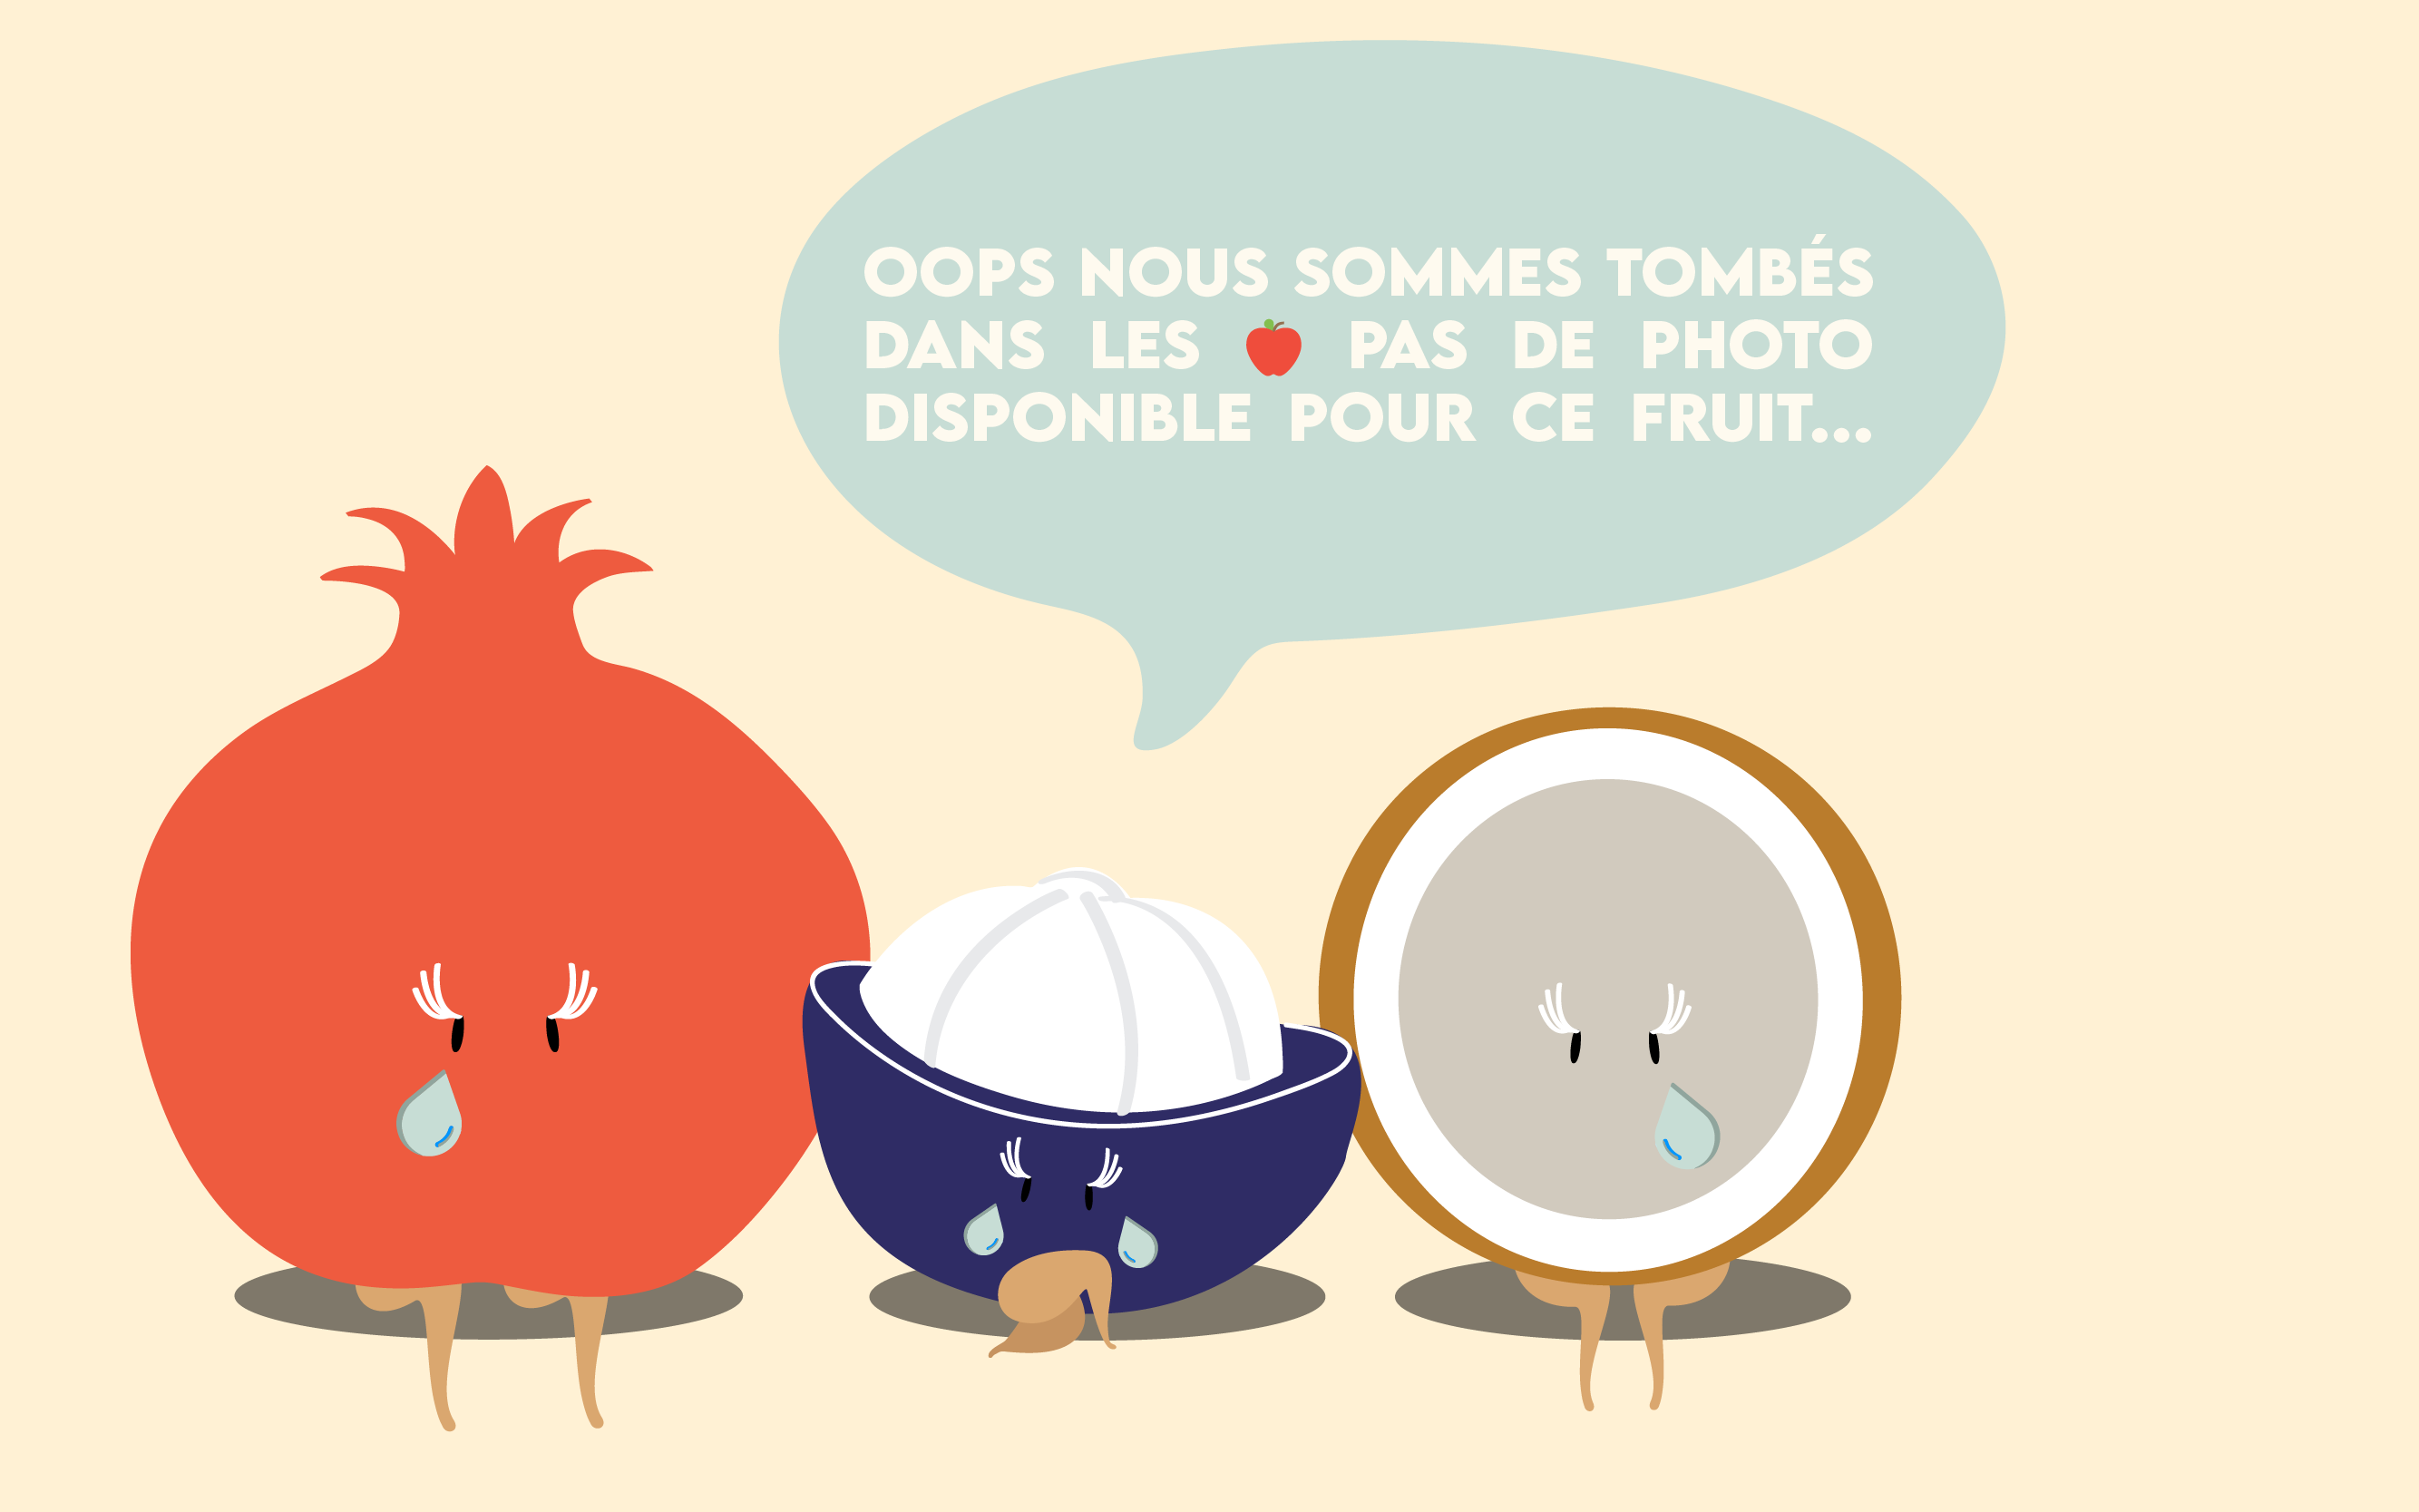 OOPS NOUS SOMMES TOMBÉS
DANS LES PAS DE PHOTO
DISPONIBLE POUR CE FRUIT...